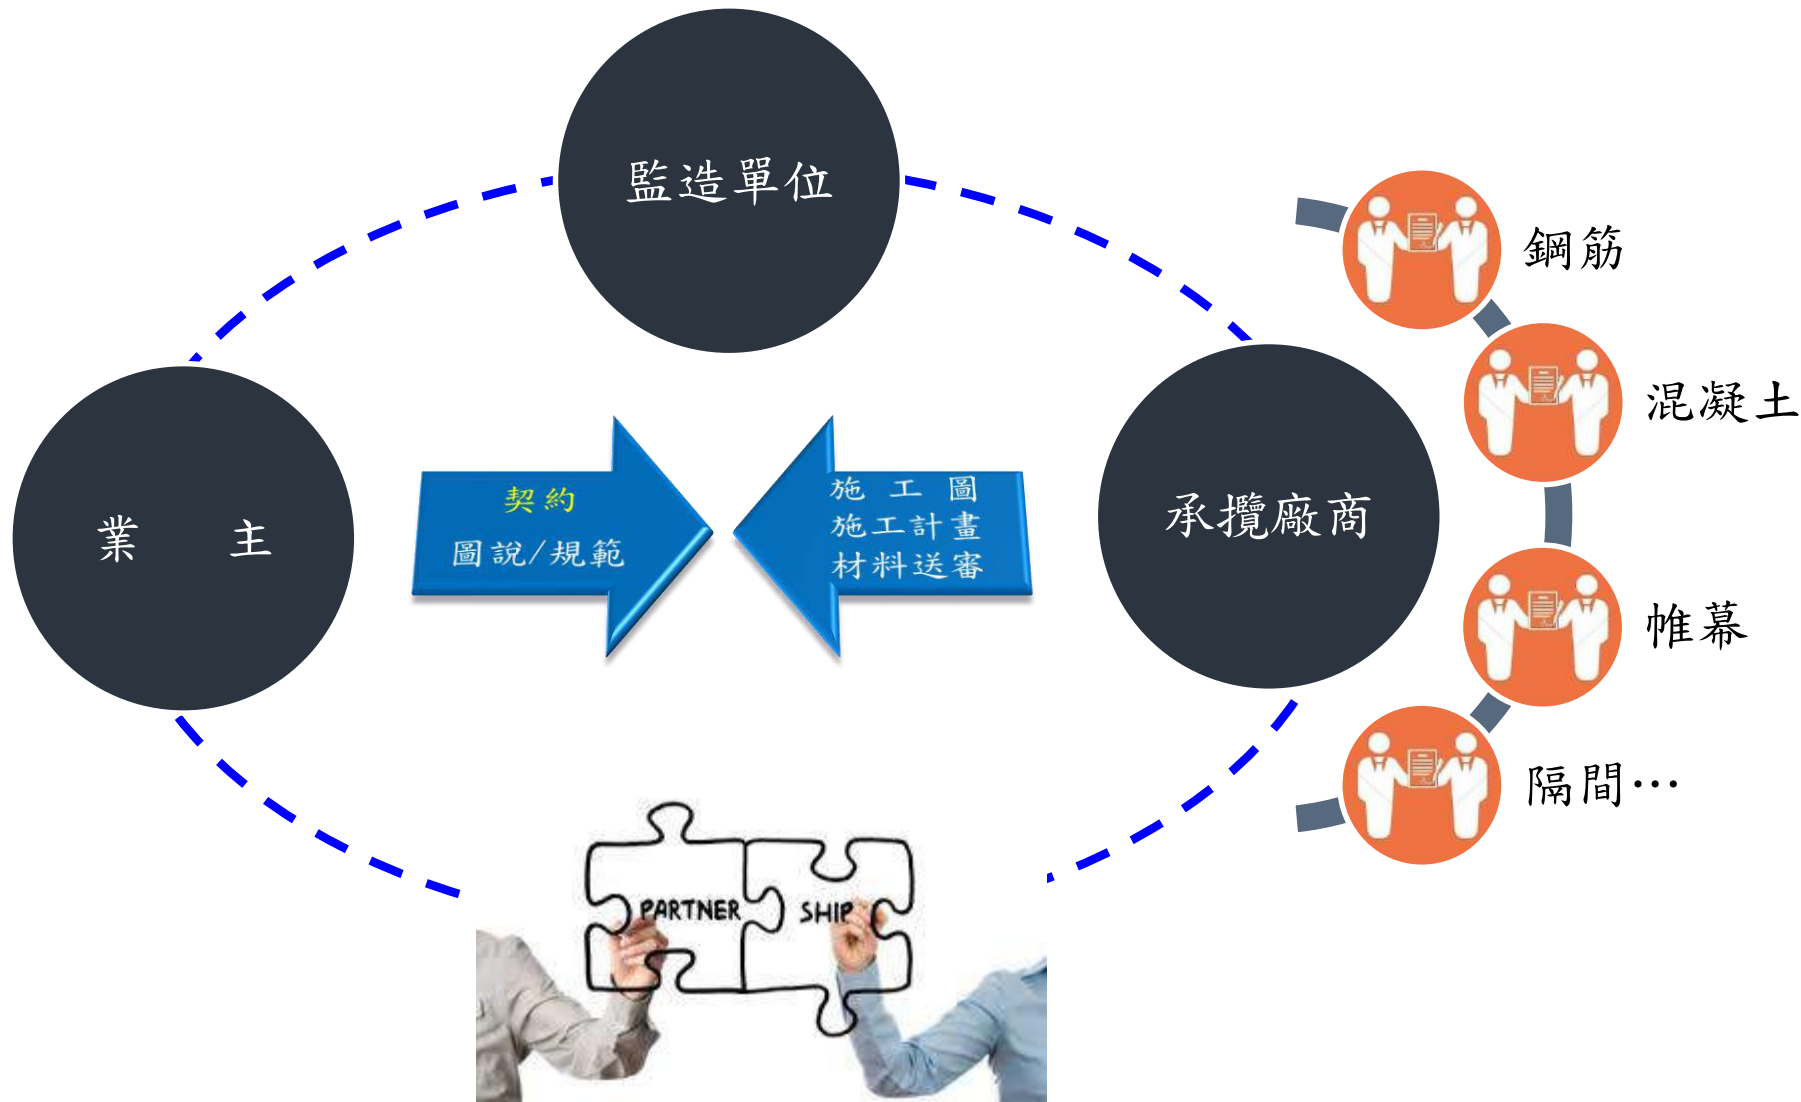 監造單位
業 主
契約
圖說/規範
施 工 圖
施工計畫
材料送審
承攬廠商
鋼筋
混凝土
帷幕
隔間…
PARTNER SHIP